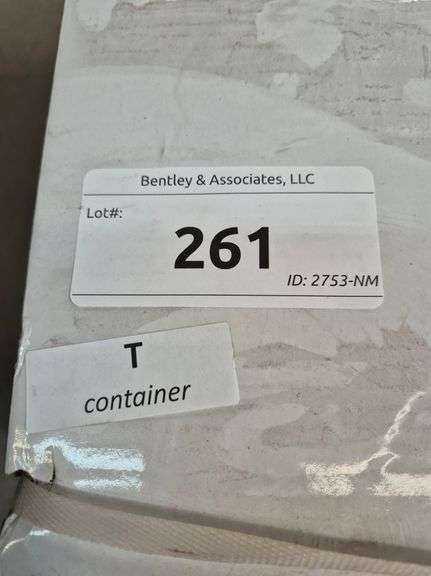 Bentley & Associates, LLC
Lot#:
261
ID: 2753-NM
T
container